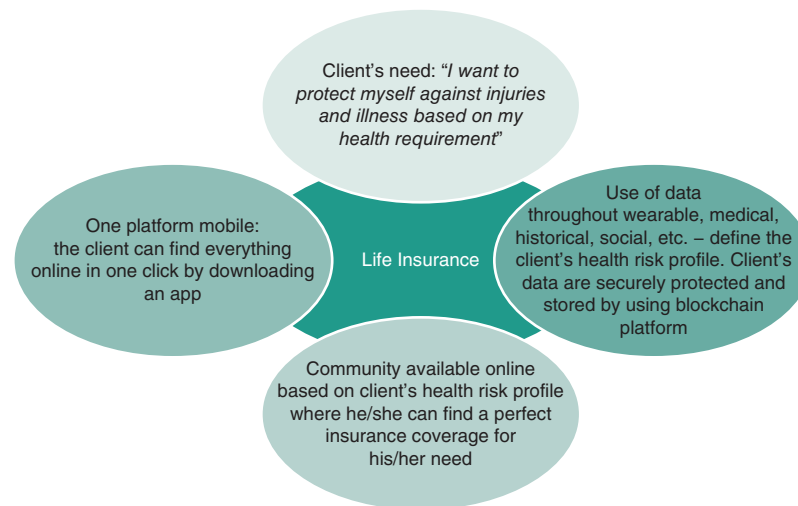 Client's need: “I want to
protect myself against injuries
and illness based on my
health requirement”
One platform mobile:
the client can find everything
online in one click by downloading
an app
Life Insurance
Use of data
throughout wearable, medical,
historical, social, etc. – define the
client's health risk profile. Client's
data are securely protected and
stored by using blockchain
platform
Community available online
based on client's health risk profile
where he/she can find a perfect
insurance coverage for
his/her need